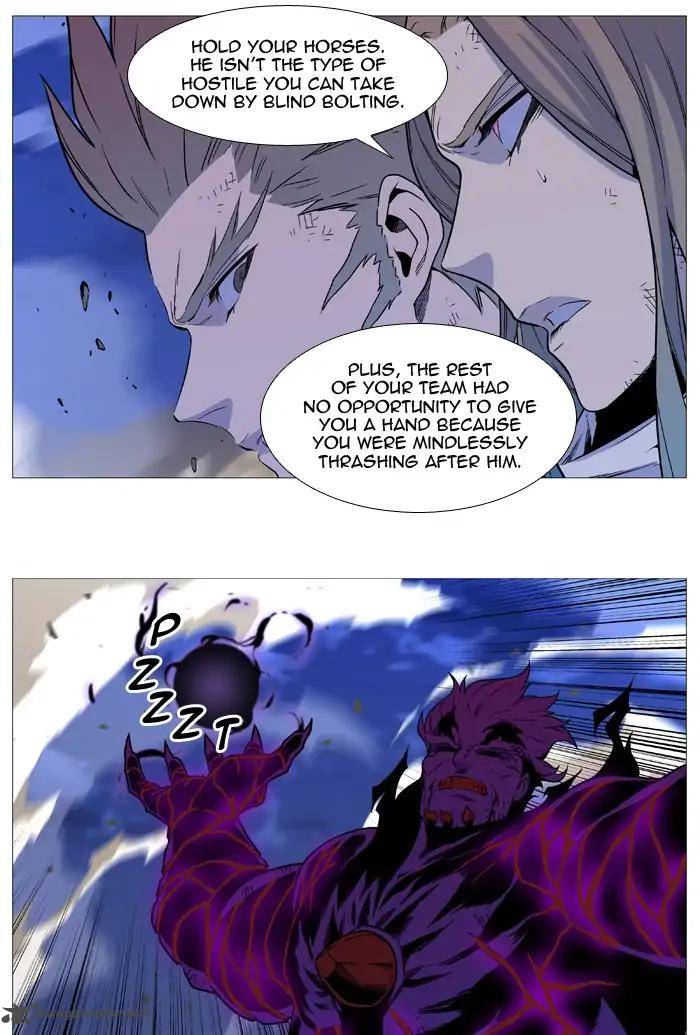 HOLD YOUR HORSES.
HE ISN'T THE TYPE OF
HOSTILE YOU CAN TAKE
DOWN BY BLIND BOLTING.
PLUS, THE REST
OF YOUR TEAM HAD
NO OPPORTUNITY TO GIVE
YOU A HAND BECAUSE
YOU WERE MINDLESSLY
THRASHING AFTER HIM.
PZZZT